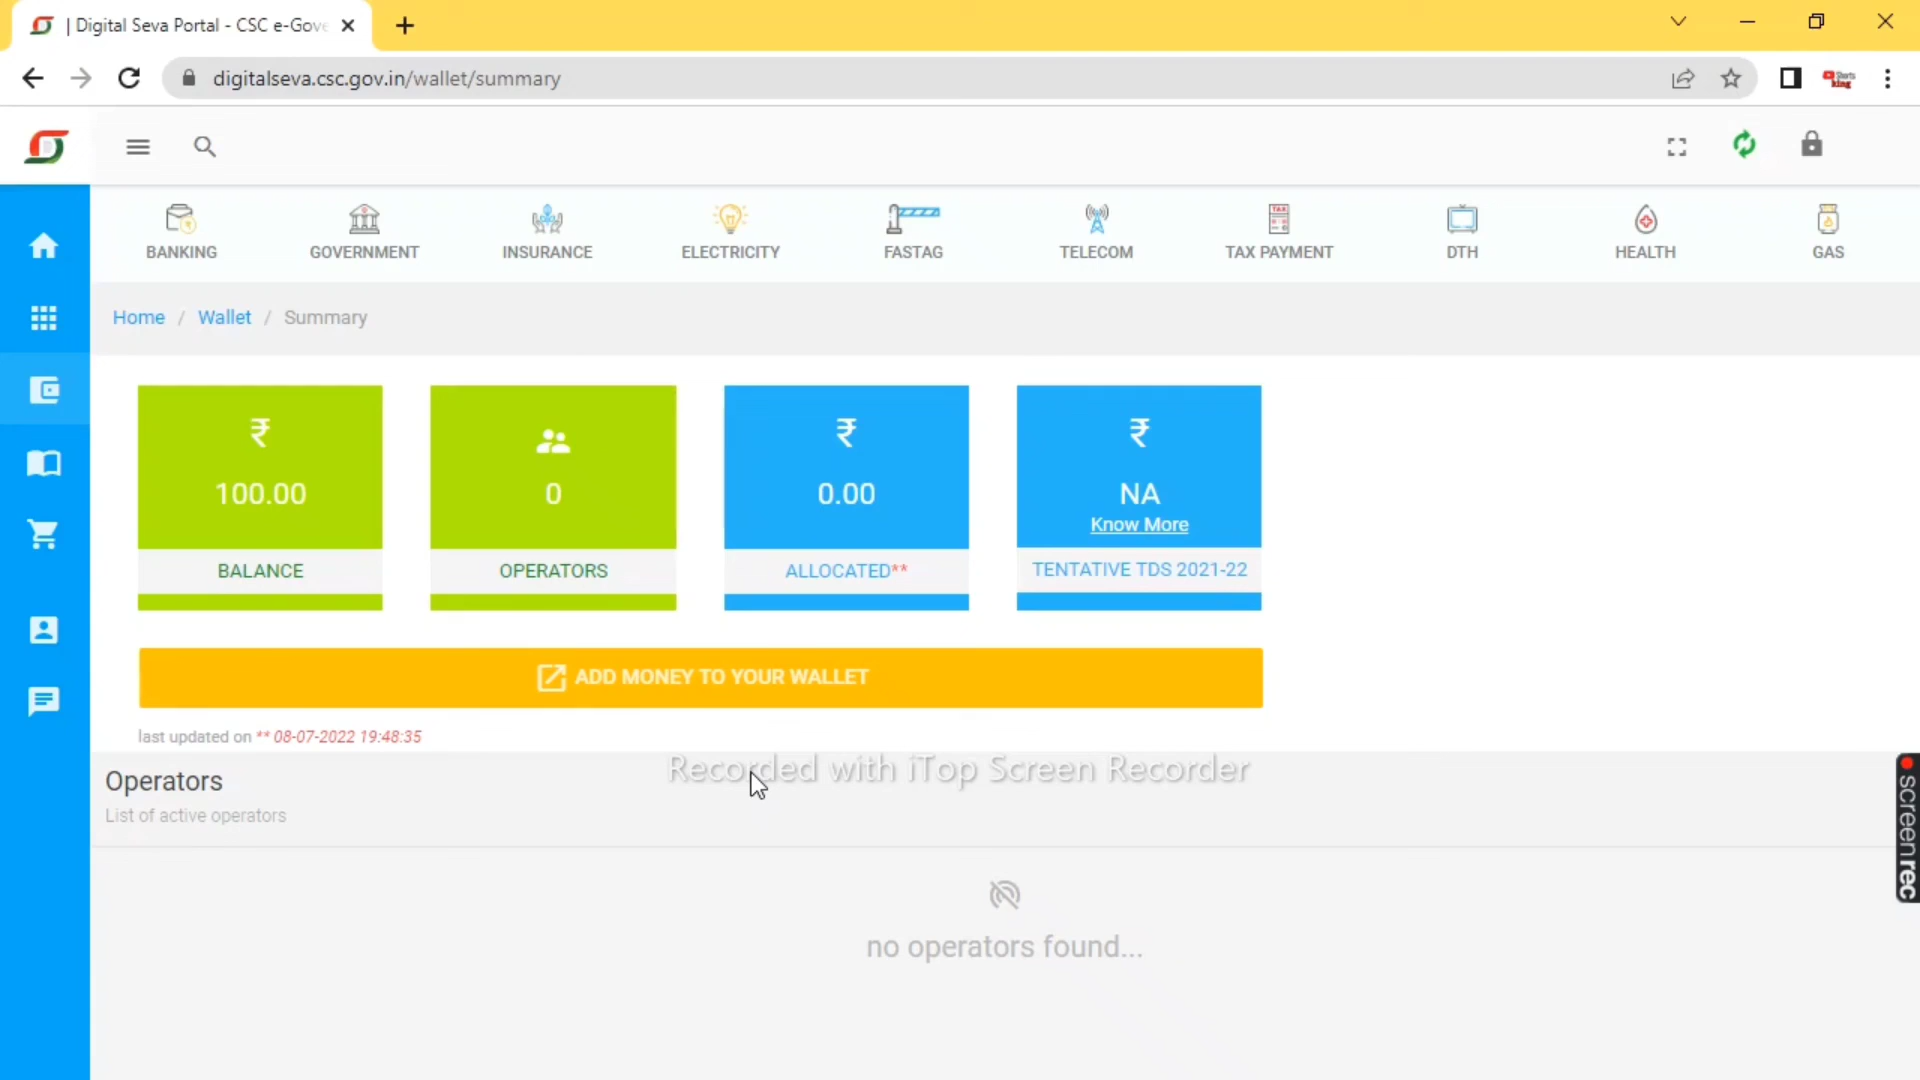 | Digital Seva Portal - CSC e-Gove
digitalseva.csc.gov.in/wallet/summary
BANKING
GOVERNMENT
INSURANCE
ELECTRICITY
FASTAG
TELECOM
TAX PAYMENT
DTH
HEALTH
GAS
Home / Wallet / Summary
₹
100.00
BALANCE
0
OPERATORS
₹
0.00
ALLOCATED**
₹
NA
Know More
TENTATIVE TDS 2021-22
ADD MONEY TO YOUR WALLET
last updated on ** 08-07-2022 19:48:35
Recorded with iTop Screen Recorder
Operators
List of active operators
no operators found...
screenrec